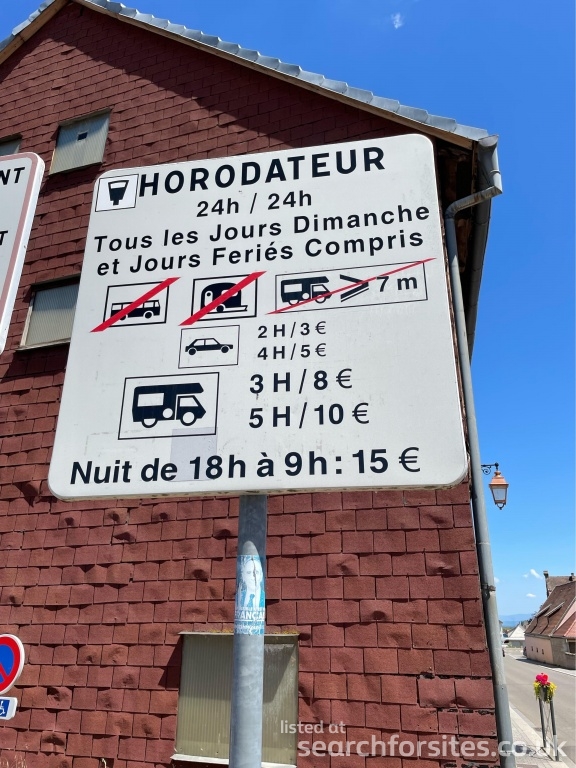 NT
T
HORODATEUR
24h / 24h
Tous les Jours Dimanche
et Jours Feriés Compris
⩾ 7 m
2 H / 3 €
4 H / 5 €
3 H / 8 €
5 H / 10 €
Nuit de 18h à 9h : 15 €
listed at
searchforsites.co.uk